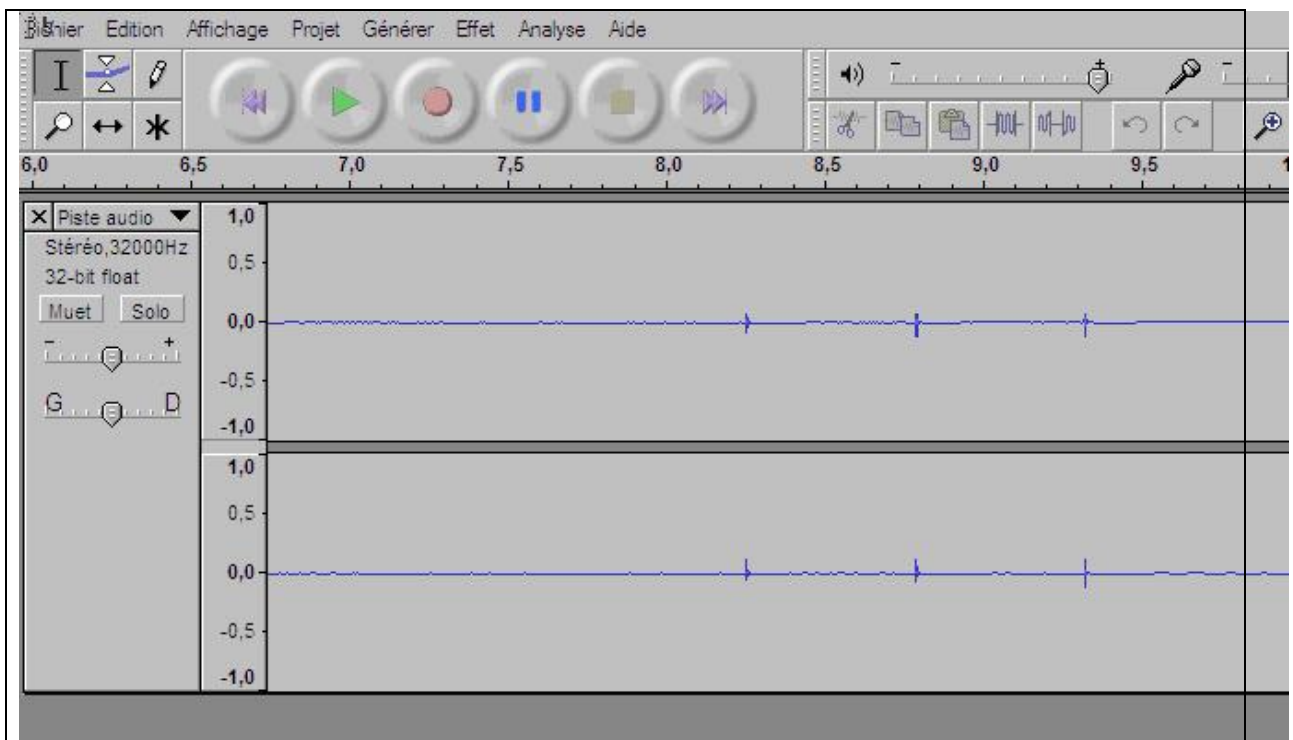 Edition Affichage Projet Générer Effet Analyse Aide
6,0 6,5 7,0 7,5 8,0 8,5 9,0 9,5 1
Piste audio
Stéréo,32000Hz
32-bit float
Muet Solo
- +
G D
1,0
0,5
0,0
-0,5
-1,0
1,0
0,5
0,0
-0,5
-1,0